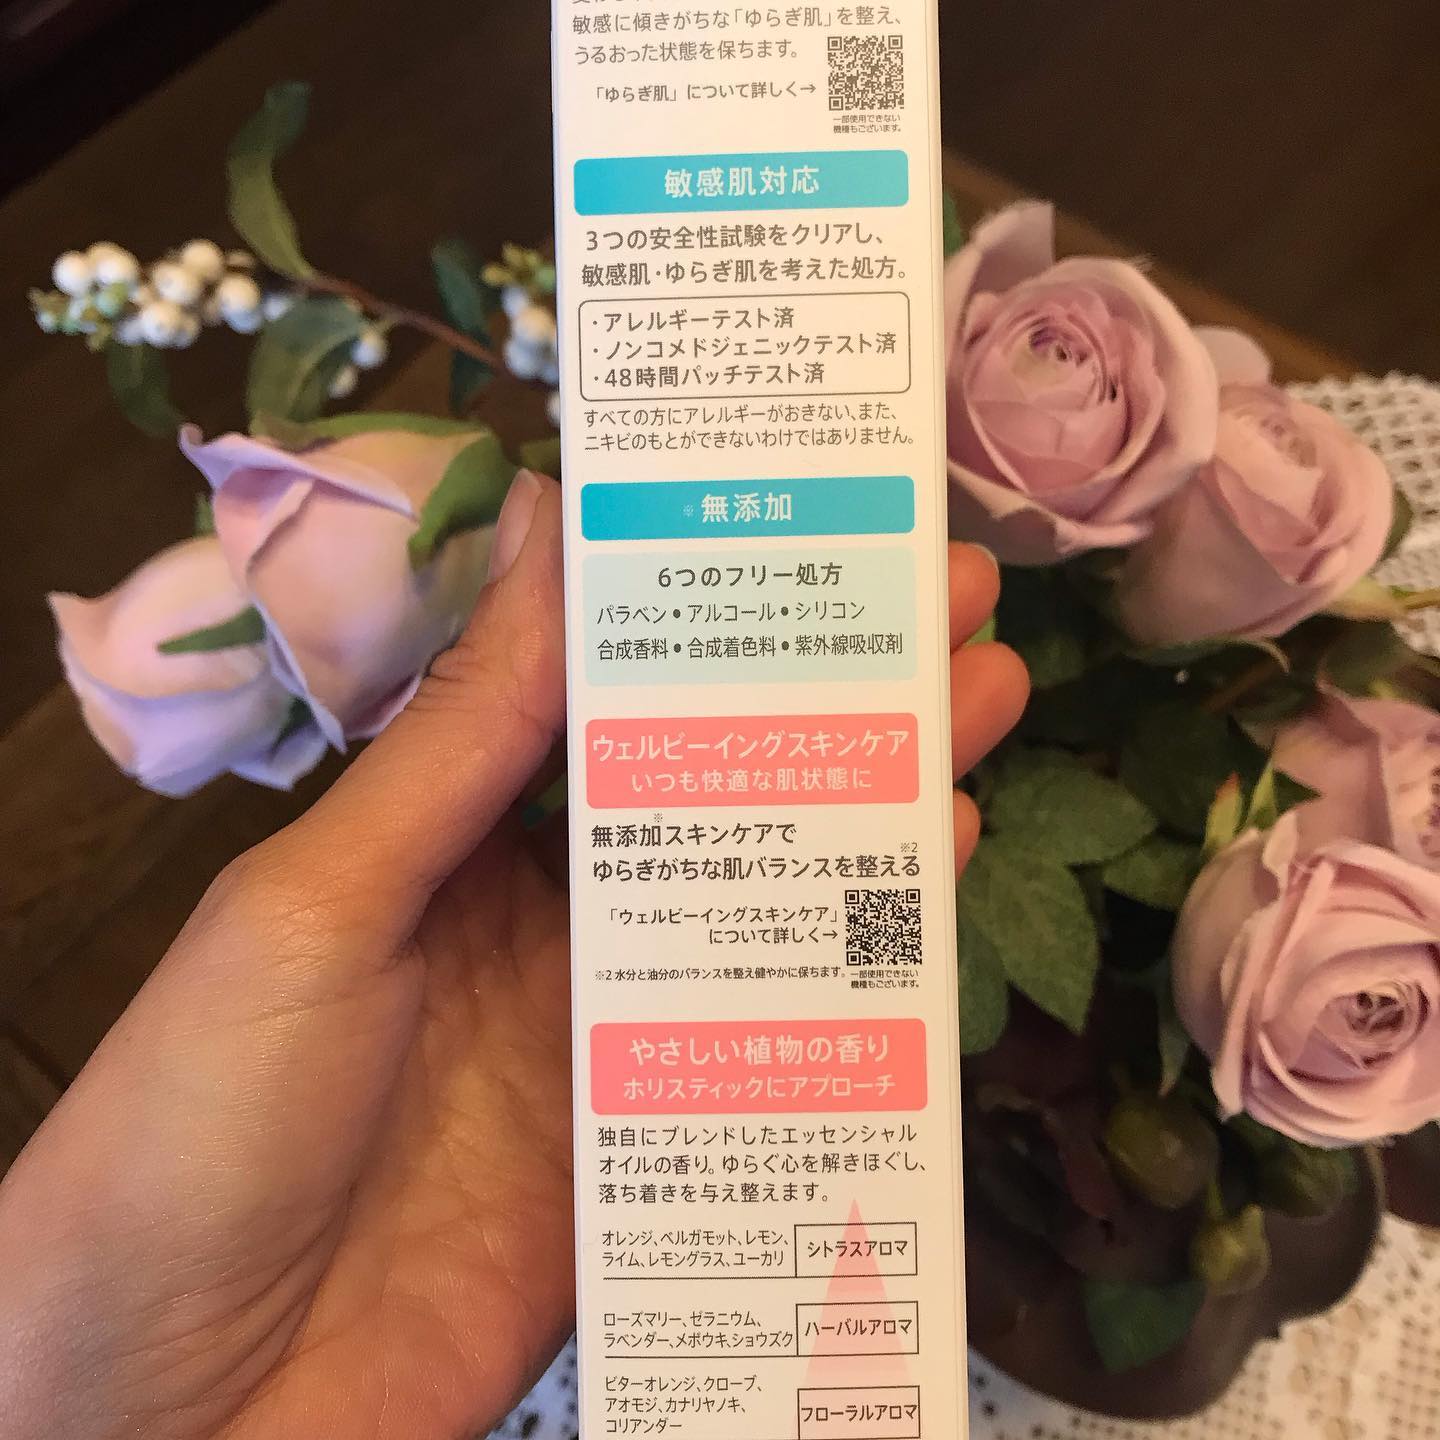 敏感に傾きがちな「ゆらぎ肌」を整え、
うるおった状態を保ちます。
「ゆらぎ肌」について詳しく→
一部使用できない
機種もございます。
敏感肌対応
3つの安全性試験をクリアし、
敏感肌・ゆらぎ肌を考えた処方。
・アレルギーテスト済
・ノンコメドジェニックテスト済
・48時間パッチテスト済
すべての方にアレルギーがおきない、また、
ニキビのもとができないわけではありません。
※無添加
6つのフリー処方
パラベン・アルコール・シリコン
合成香料・合成着色料・紫外線吸収剤
ウェルビーイングスキンケア
いつも快適な肌状態に
無添加※スキンケアで
ゆらぎがちな肌バランスを整える※2
「ウェルビーイングスキンケア」
について詳しく→
※2 水分と油分のバランスを整え健やかに保ちます。
一部使用できない
機種もございます。
やさしい植物の香り
ホリスティックにアプローチ
独自にブレンドしたエッセンシャル
オイルの香り。ゆらぐ心を解きほぐし、
落ち着きを与え整えます。
オレンジ、ベルガモット、レモン、
ライム、レモングラス、ユーカリ
シトラスアロマ
ローズマリー、ゼラニウム、
ラベンダー、メボウキ、ショウズク
ハーバルアロマ
ビターオレンジ、クローブ、
アオモジ、カナリヤノキ、
コリアンダー
フローラルアロマ